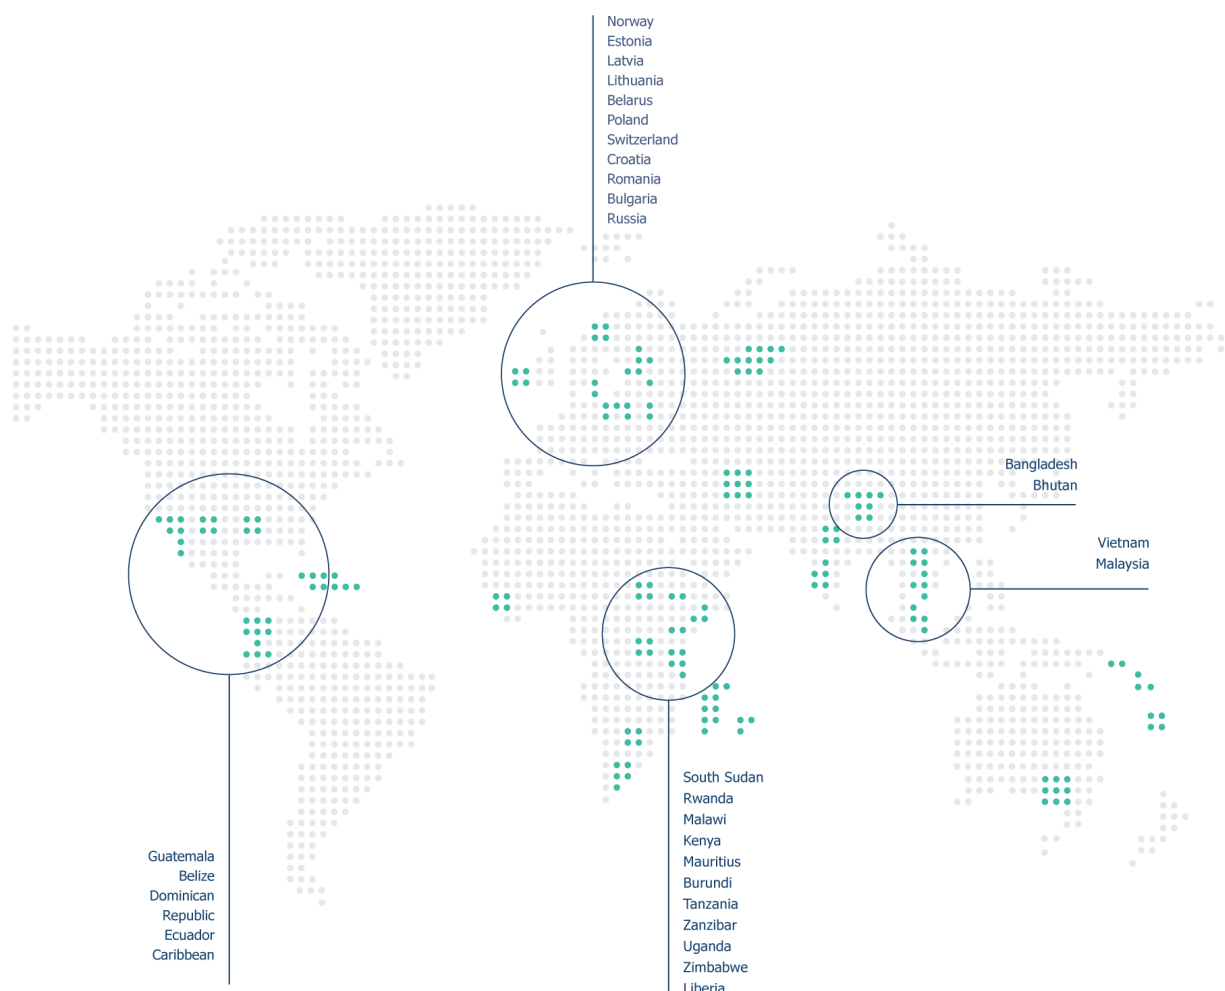 Norway
Estonia
Latvia
Lithuania
Belarus
Poland
Switzerland
Croatia
Romania
Bulgaria
Russia
Bangladesh
Bhutan
Vietnam
Malaysia
South Sudan
Rwanda
Malawi
Kenya
Mauritius
Burundi
Tanzania
Zanzibar
Uganda
Zimbabwe
Liberia
Guatemala
Belize
Dominican
Republic
Ecuador
Caribbean